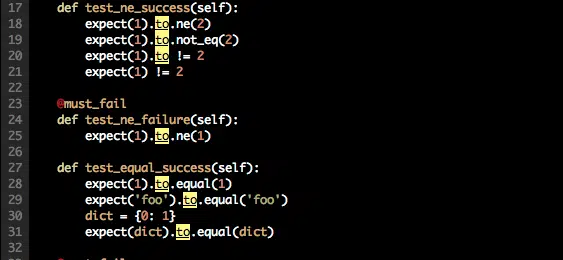 17 def test_ne_success(self):
18 expect(1).to.ne(2)
19 expect(1).to.not_eq(2)
20 expect(1).to != 2
21 expect(1) != 2
22
23 @must_fail
24 def test_ne_failure(self):
25 expect(1).to.ne(1)
26
27 def test_equal_success(self):
28 expect(1).to.equal(1)
29 expect('foo').to.equal('foo')
30 dict = {0: 1}
31 expect(dict).to.equal(dict)
32